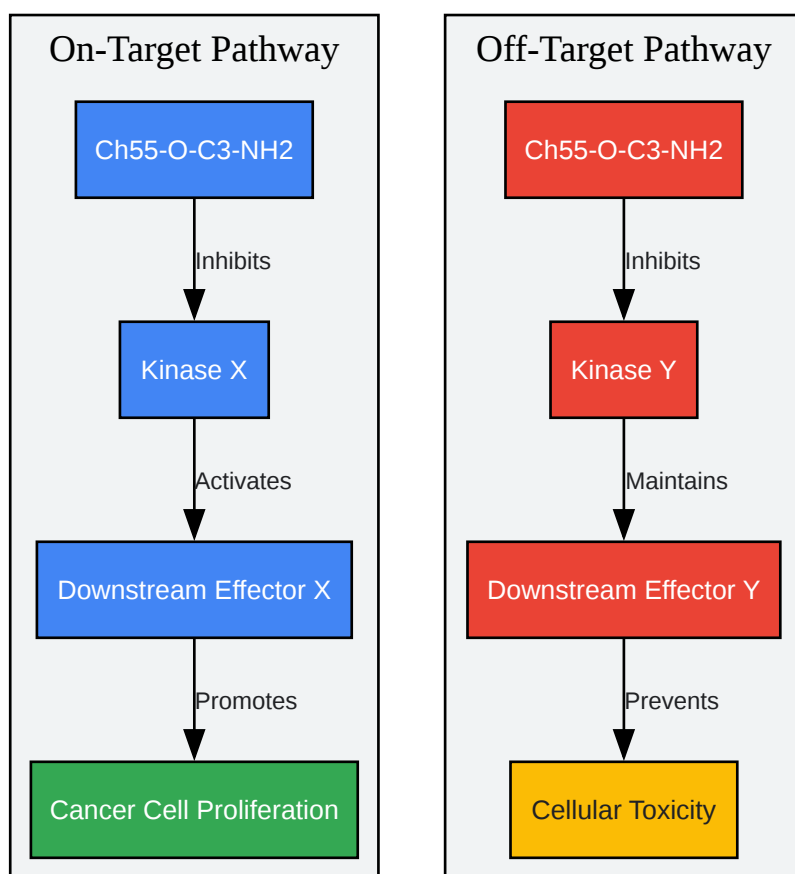 On-Target Pathway
Ch55-O-C3-NH2
Inhibits
Kinase X
Activates
Downstream Effector X
Promotes
Cancer Cell Proliferation
Off-Target Pathway
Ch55-O-C3-NH2
Inhibits
Kinase Y
Maintains
Downstream Effector Y
Prevents
Cellular Toxicity